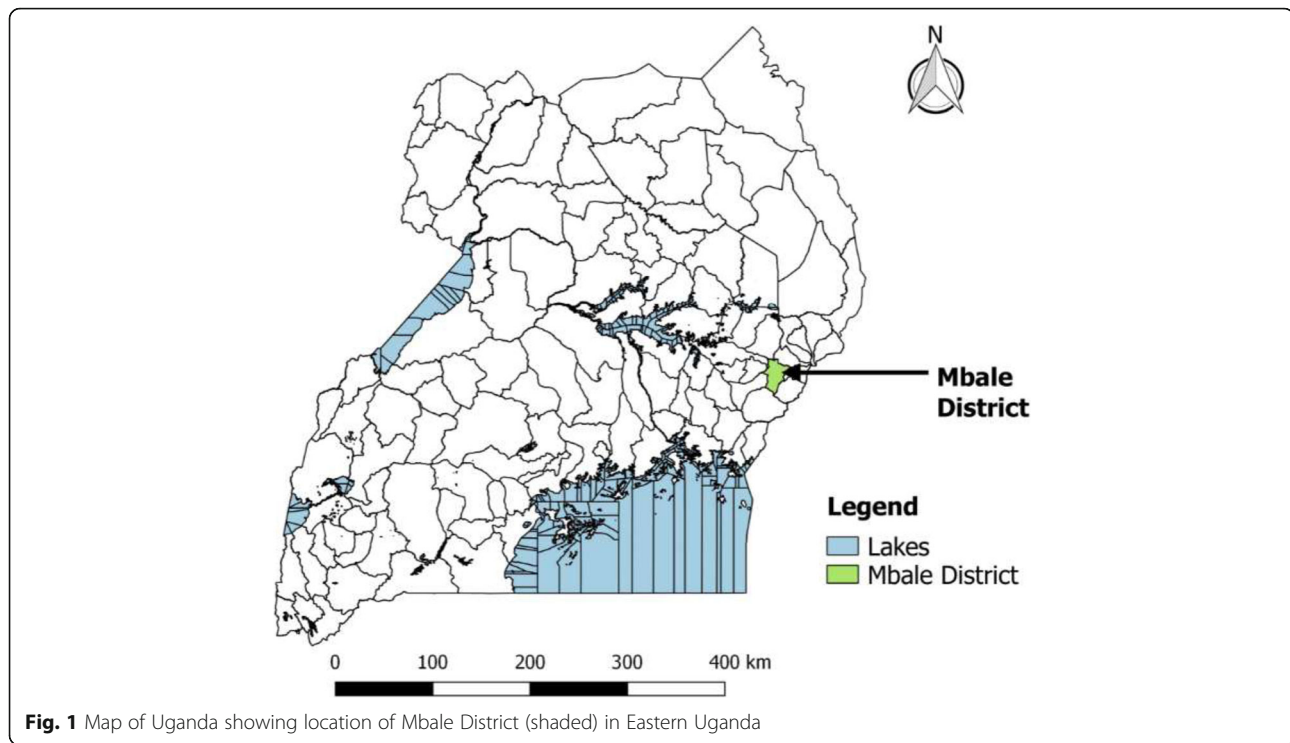 N
Mbale
District
Legend
Lakes
Mbale District
0 100 200 300 400 km
Fig. 1 Map of Uganda showing location of Mbale District (shaded) in Eastern Uganda